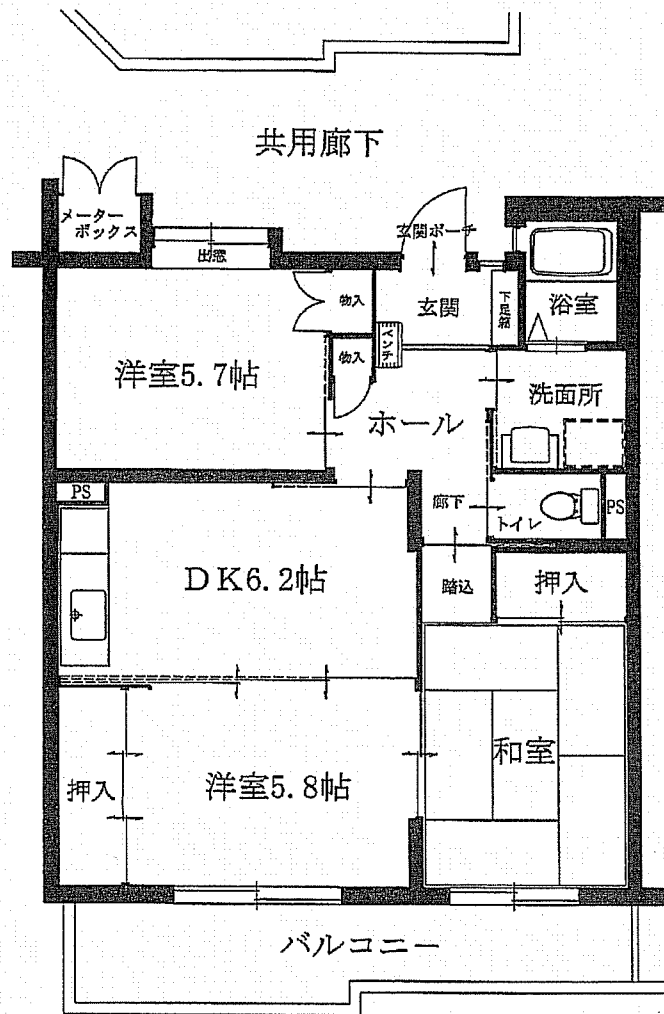 共用廊下
メーター
ボックス
出窓
玄関ポーチ
物入
玄関
下足箱
浴室
ベンチ
物入
洋室5.7帖
ホール
洗面所
PS
廊下
トイレ
PS
DK6.2帖
踏込
押入
押入
洋室5.8帖
和室
バルコニー